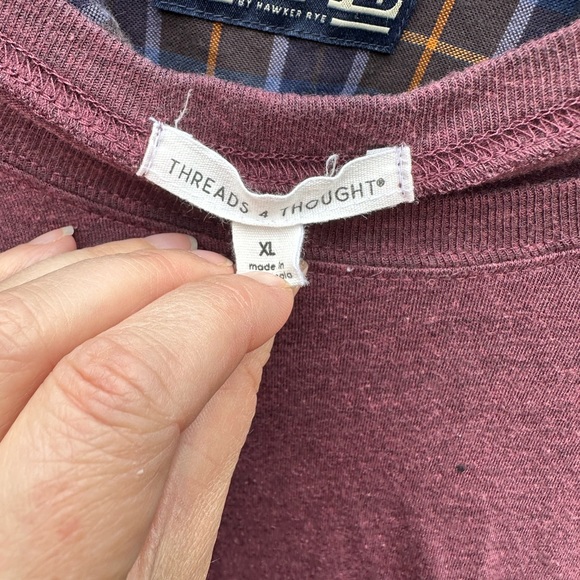 BY HAWKER RYE
THREADS 4 THOUGHT®
XL
made in